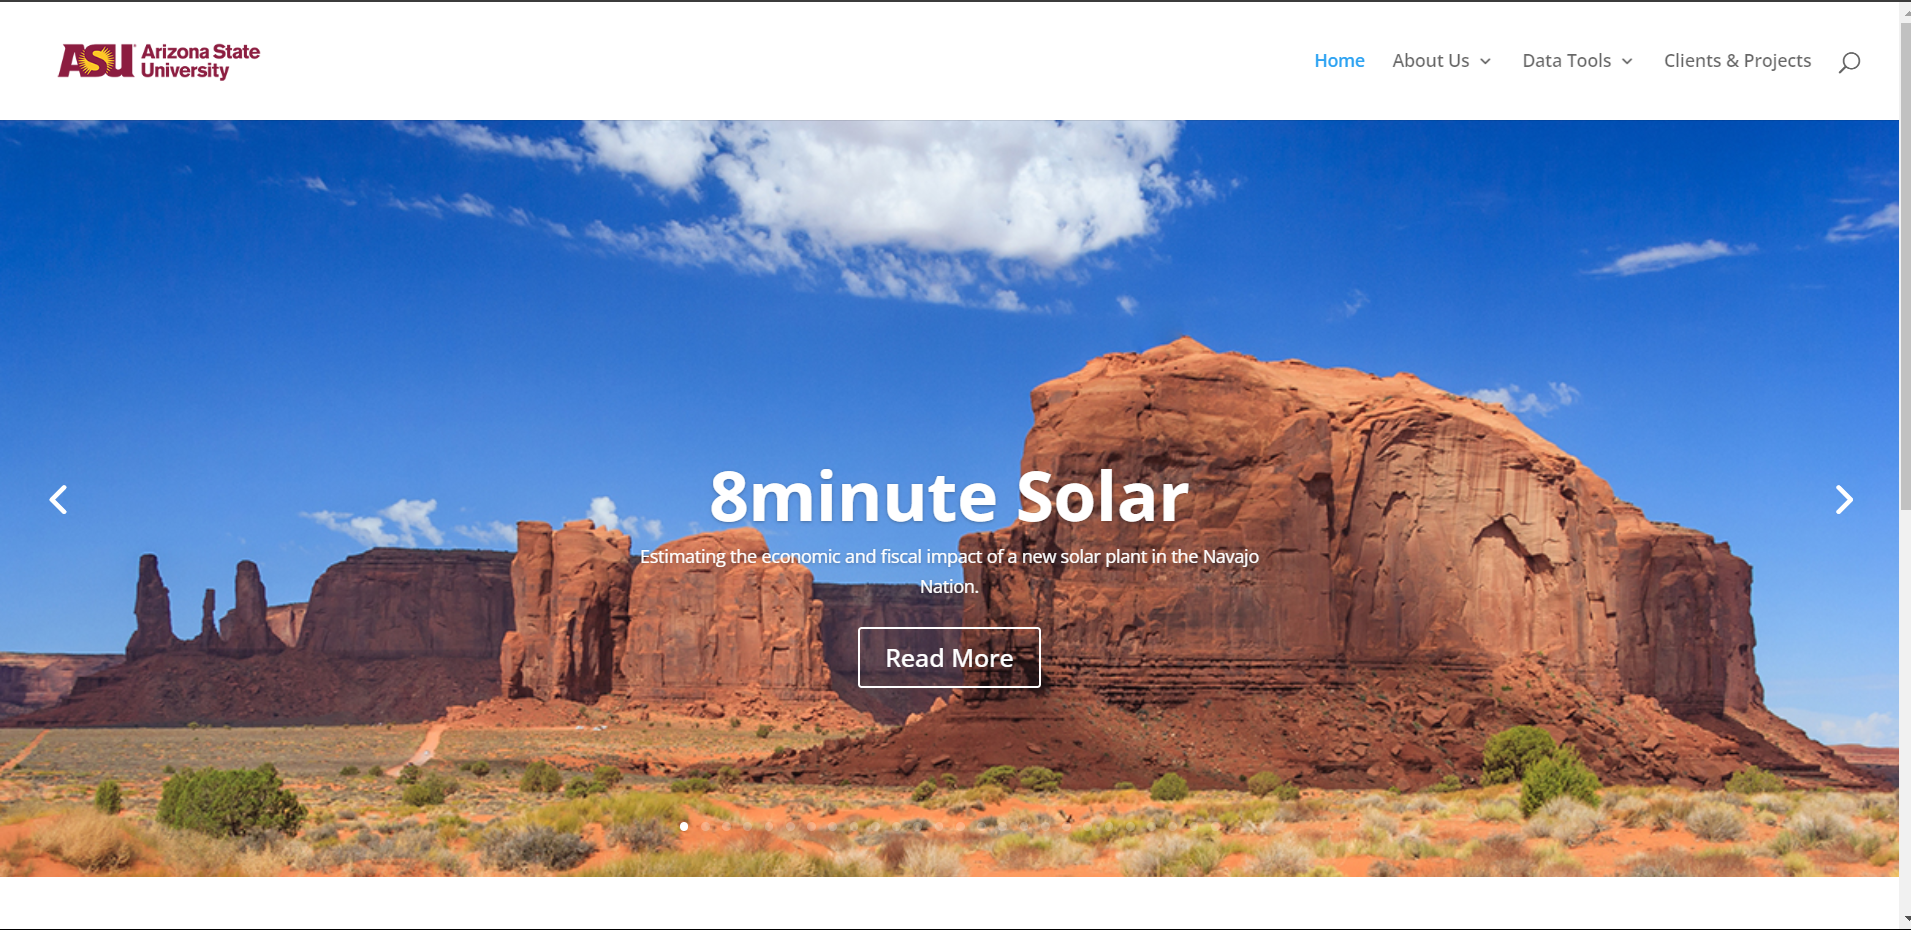 ASU Arizona State
University
Home About Us Data Tools Clients & Projects
8minute Solar
Estimating the economic and fiscal impact of a new solar plant in the Navajo
Nation.
Read More